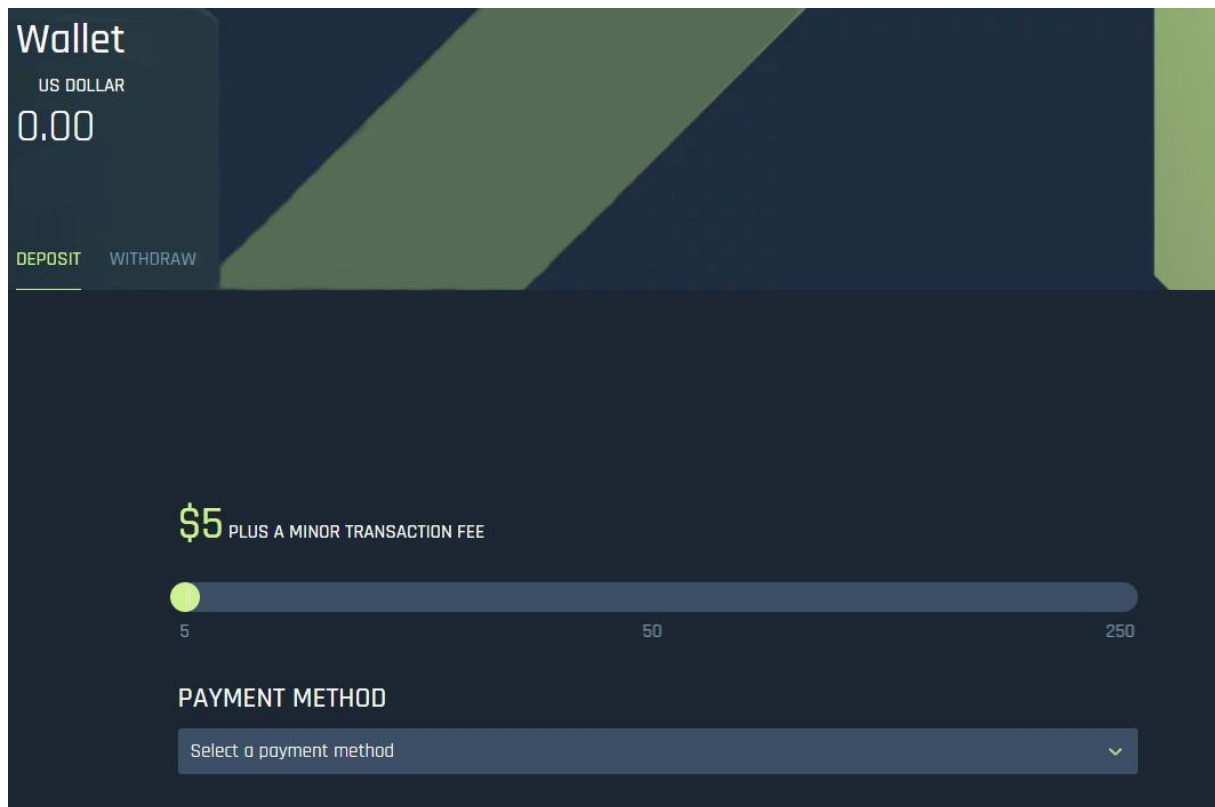 Wallet
US DOLLAR
0.00
DEPOSIT WITHDRAW
$5 PLUS A MINOR TRANSACTION FEE
5 50 250
PAYMENT METHOD
Select a payment method